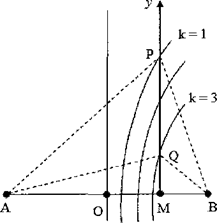 y
k = 1
P
k = 3
Q
A O M B